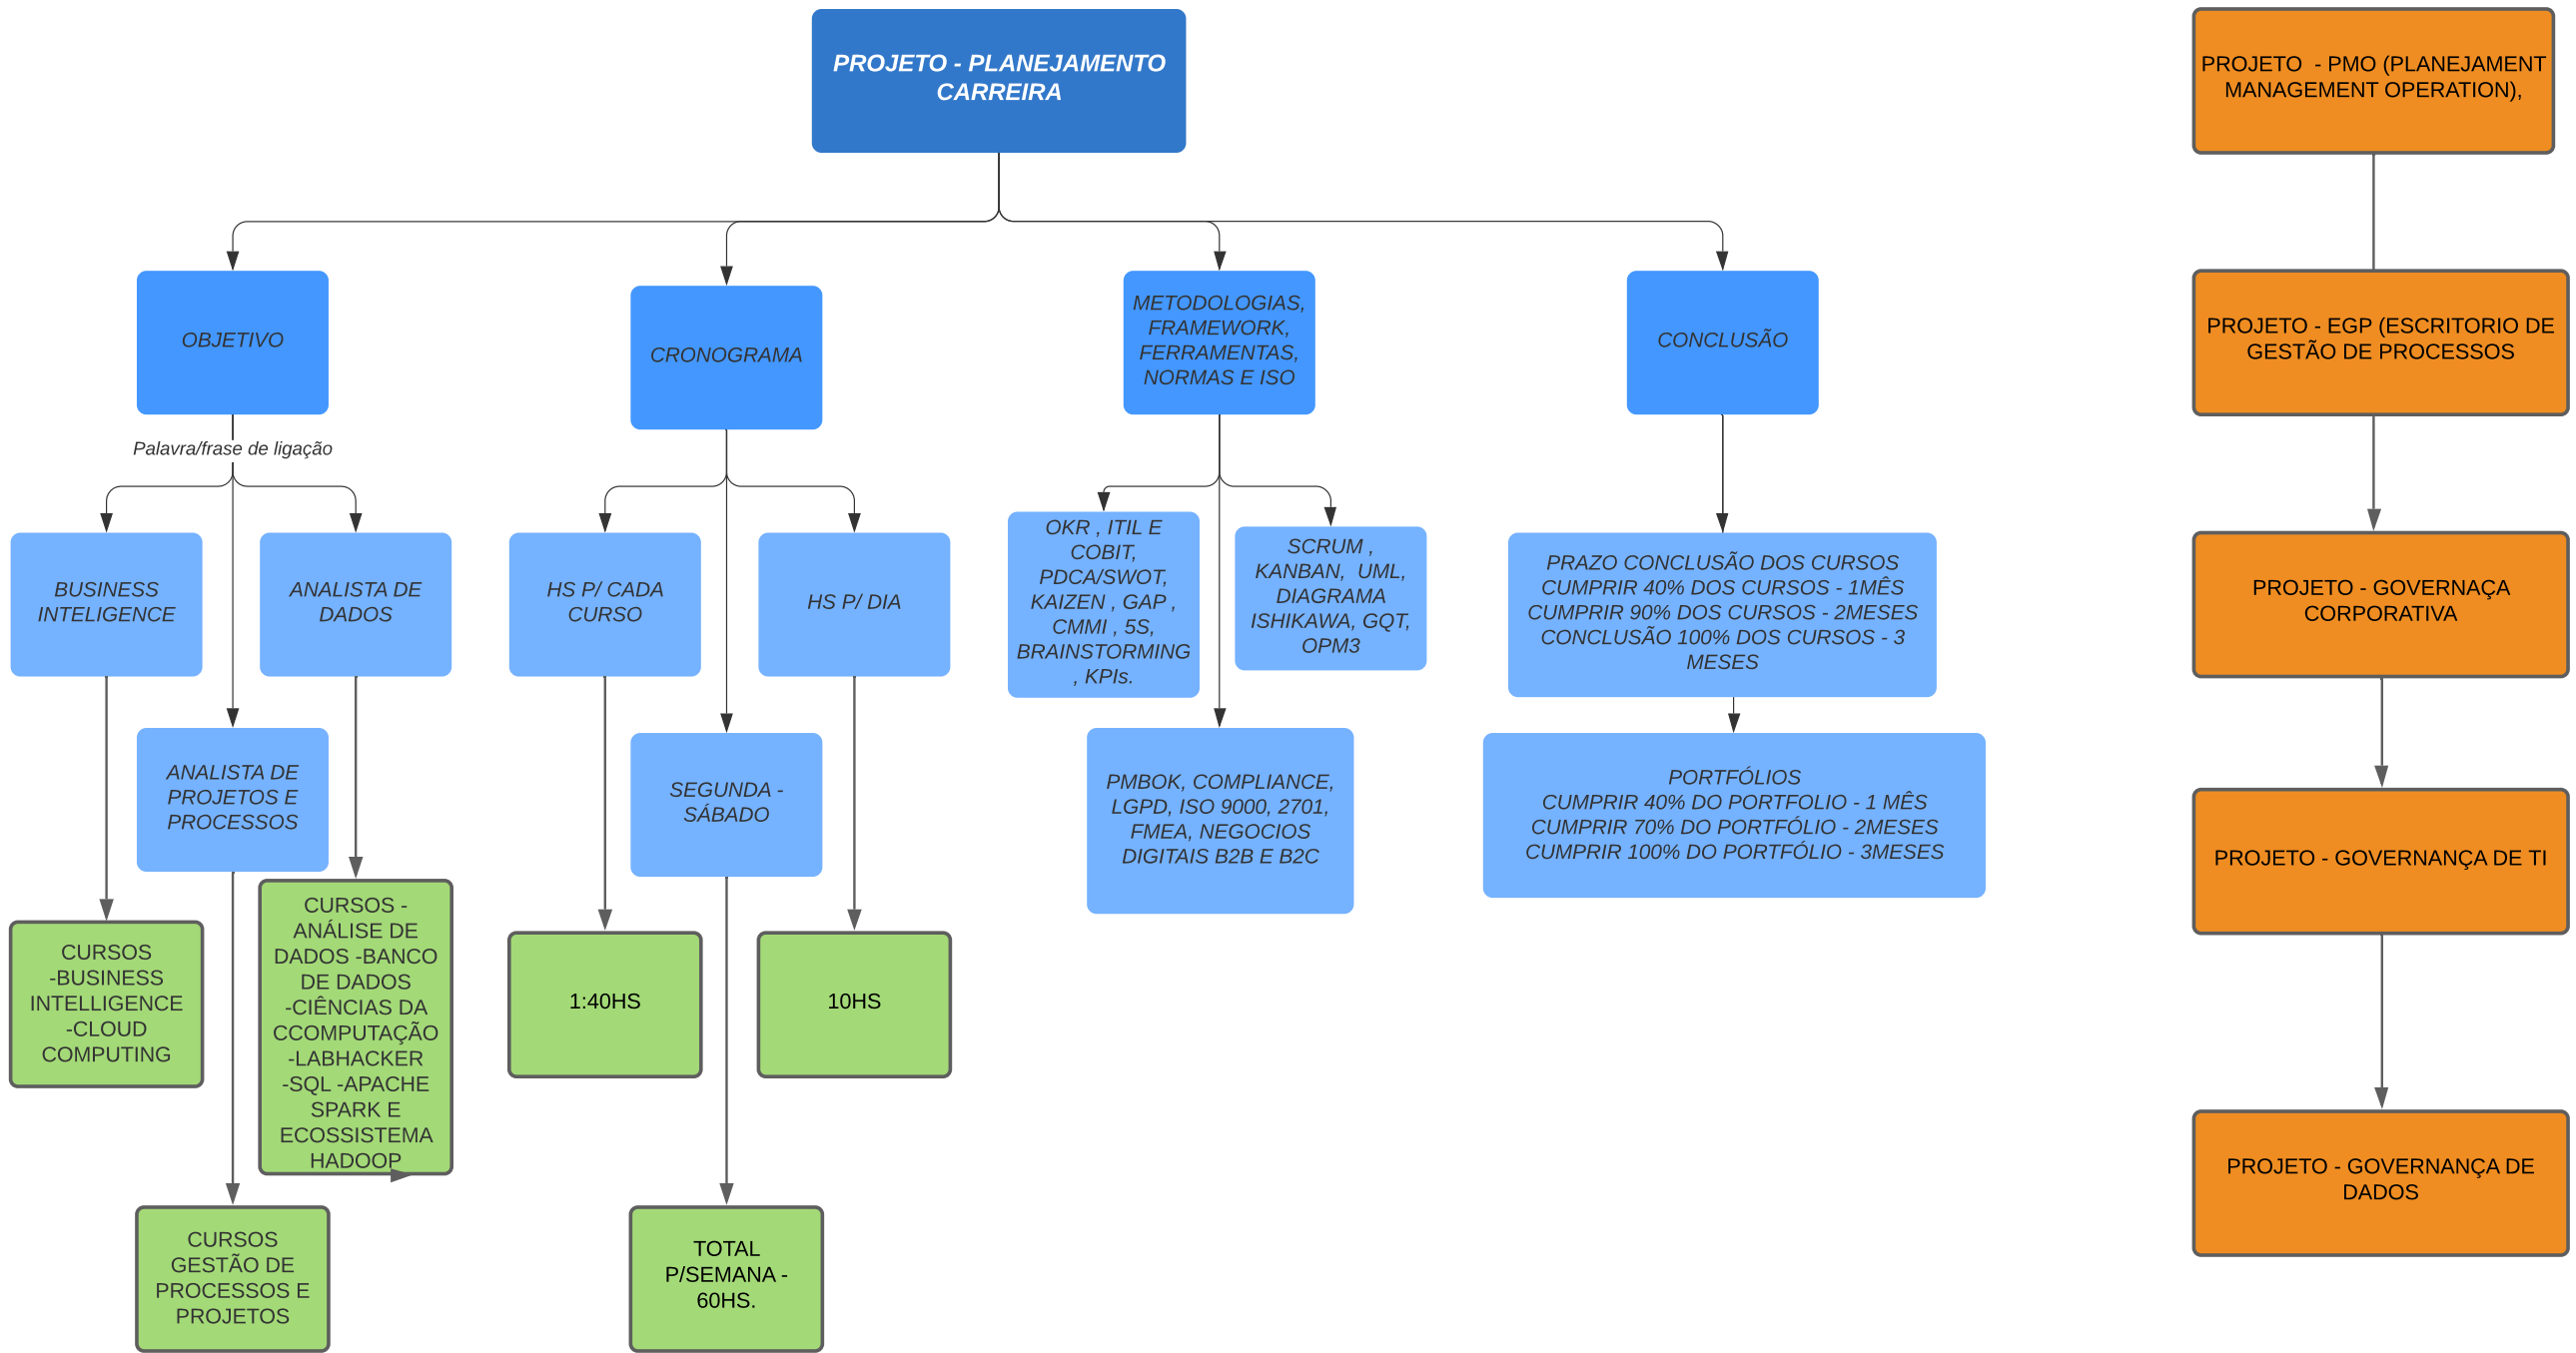 PROJETO - PLANEJAMENTO
CARREIRA
OBJETIVO
Palavra/frase de ligação
BUSINESS
INTELIGENCE
ANALISTA DE
DADOS
ANALISTA DE
PROJETOS E
PROCESSOS
CURSOS
-BUSINESS
INTELLIGENCE
-CLOUD
COMPUTING
CURSOS -
ANÁLISE DE
DADOS -BANCO
DE DADOS
-CIÊNCIAS DA
CCOMPUTAÇÃO
-LABHACKER
-SQL -APACHE
SPARK E
ECOSSISTEMA
HADOOP
CURSOS
GESTÃO DE
PROCESSOS E
PROJETOS
CRONOGRAMA
HS P/ CADA
CURSO
HS P/ DIA
SEGUNDA -
SÁBADO
1:40HS
10HS
TOTAL
P/SEMANA -
60HS.
METODOLOGIAS,
FRAMEWORK,
FERRAMENTAS,
NORMAS E ISO
OKR , ITIL E
COBIT,
PDCA/SWOT,
KAIZEN , GAP ,
CMMI , 5S,
BRAINSTORMING
, KPIs.
SCRUM ,
KANBAN,  UML,
DIAGRAMA
ISHIKAWA, GQT,
OPM3
PMBOK, COMPLIANCE,
LGPD, ISO 9000, 2701,
FMEA, NEGOCIOS
DIGITAIS B2B E B2C
CONCLUSÃO
PRAZO CONCLUSÃO DOS CURSOS
CUMPRIR 40% DOS CURSOS - 1MÊS
CUMPRIR 90% DOS CURSOS - 2MESES
CONCLUSÃO 100% DOS CURSOS - 3
MESES
PORTFÓLIOS
CUMPRIR 40% DO PORTFOLIO - 1 MÊS
CUMPRIR 70% DO PORTFÓLIO - 2MESES
CUMPRIR 100% DO PORTFÓLIO - 3MESES
PROJETO  - PMO (PLANEJAMENT
MANAGEMENT OPERATION),
PROJETO - EGP (ESCRITORIO DE
GESTÃO DE PROCESSOS
PROJETO - GOVERNAÇA
CORPORATIVA
PROJETO - GOVERNANÇA DE TI
PROJETO - GOVERNANÇA DE
DADOS